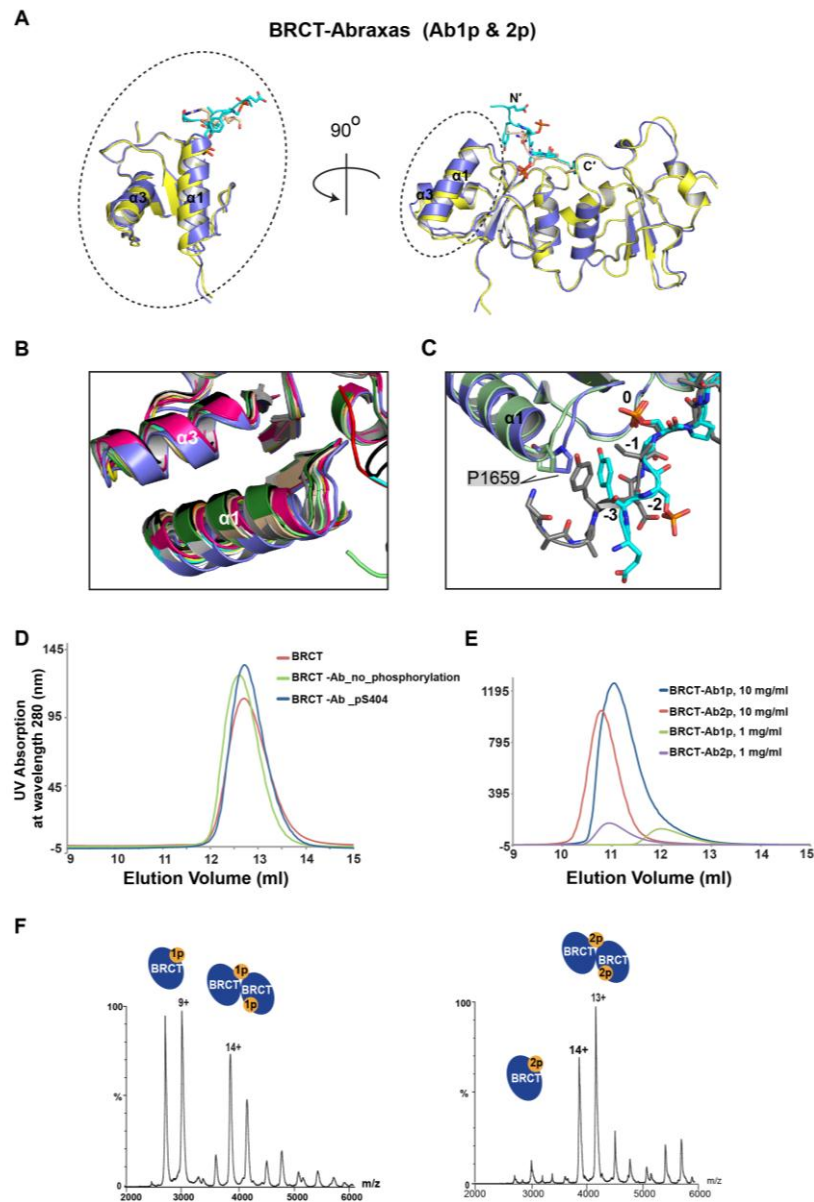 A
BRCT-Abraxas (Ab1p & 2p)
90o
N'
C'
α3
α1
α3
α1
B
α3
α1
C
α1
0
-1
P1659
-2
-3
D
145
95
45
-5
9 10 11 12 13 14 15
UV Absorption
at wavelength 280 (nm)
BRCT
BRCT -Ab_no_phosphorylation
BRCT -Ab _pS404
Elution Volume (ml)
E
1195
795
395
-5
9 10 11 12 13 14 15
BRCT-Ab1p, 10 mg/ml
BRCT-Ab2p, 10 mg/ml
BRCT-Ab1p, 1 mg/ml
BRCT-Ab2p, 1 mg/ml
Elution Volume (ml)
F
1p
BRCT
1p
BRCT BRCT
1p
9+
14+
100
%
0
2000 3000 4000 5000 6000 m/z
2p
BRCT BRCT
2p
13+
14+
2p
BRCT
100
%
0
2000 3000 4000 5000 6000 m/z